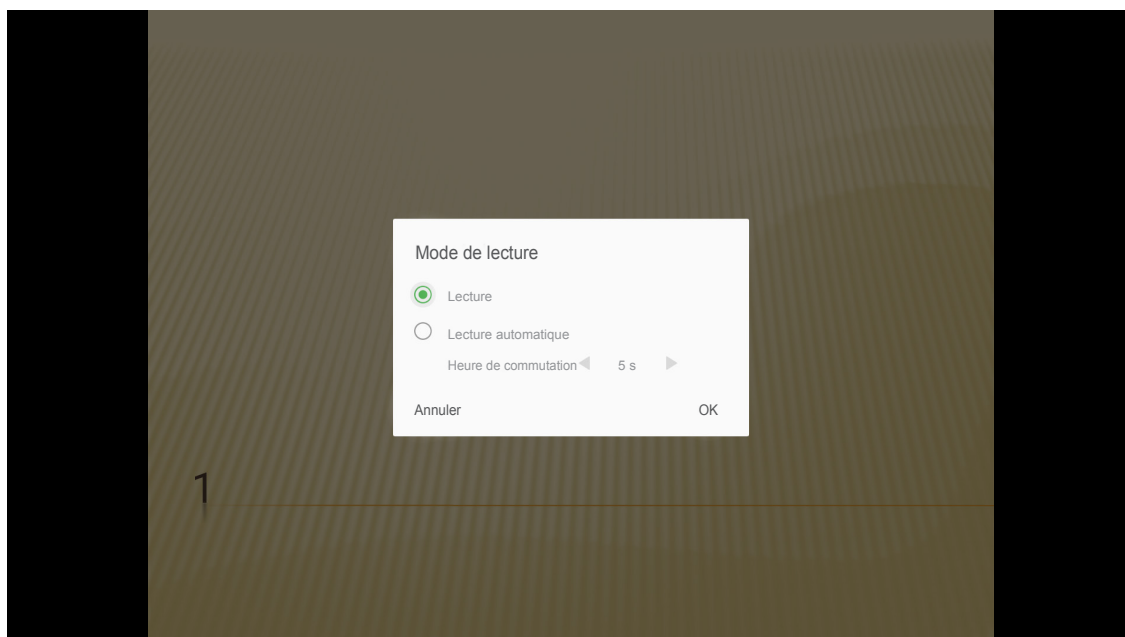 Mode de lecture
Lecture
Lecture automatique
Heure de commutation 5 s
Annuler OK
1